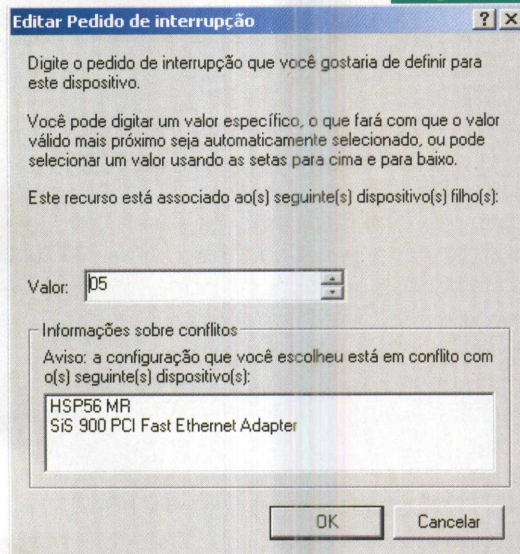 Editar Pedido de interrupção
Digite o pedido de interrupção que você gostaria de definir para
este dispositivo.
Você pode digitar um valor específico, o que fará com que o valor
válido mais próximo seja automaticamente selecionado, ou pode
selecionar um valor usando as setas para cima e para baixo.
Este recurso está associado ao(s) seguinte(s) dispositivo(s) filho(s):
Valor: 05
Informações sobre conflitos
Aviso: a configuração que você escolheu está em conflito com
o(s) seguinte(s) dispositivo(s):
HSP56 MR
SiS 900 PCI Fast Ethernet Adapter
OK Cancelar